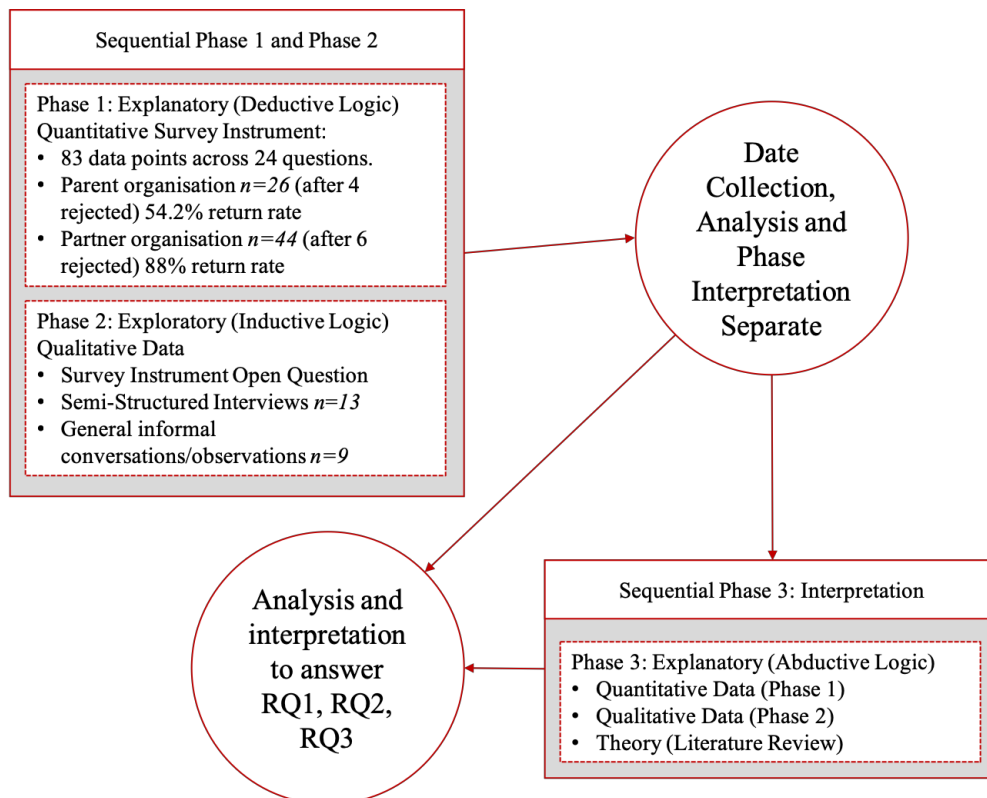 Sequential Phase 1 and Phase 2
Phase 1: Explanatory (Deductive Logic)
Quantitative Survey Instrument:
• 83 data points across 24 questions.
• Parent organisation n=26 (after 4
rejected) 54.2% return rate
• Partner organisation n=44 (after 6
rejected) 88% return rate
Phase 2: Exploratory (Inductive Logic)
Qualitative Data
• Survey Instrument Open Question
• Semi-Structured Interviews n=13
• General informal
conversations/observations n=9
Date
Collection,
Analysis and
Phase
Interpretation
Separate
Sequential Phase 3: Interpretation
Phase 3: Explanatory (Abductive Logic)
• Quantitative Data (Phase 1)
• Qualitative Data (Phase 2)
• Theory (Literature Review)
Analysis and
interpretation
to answer
RQ1, RQ2,
RQ3